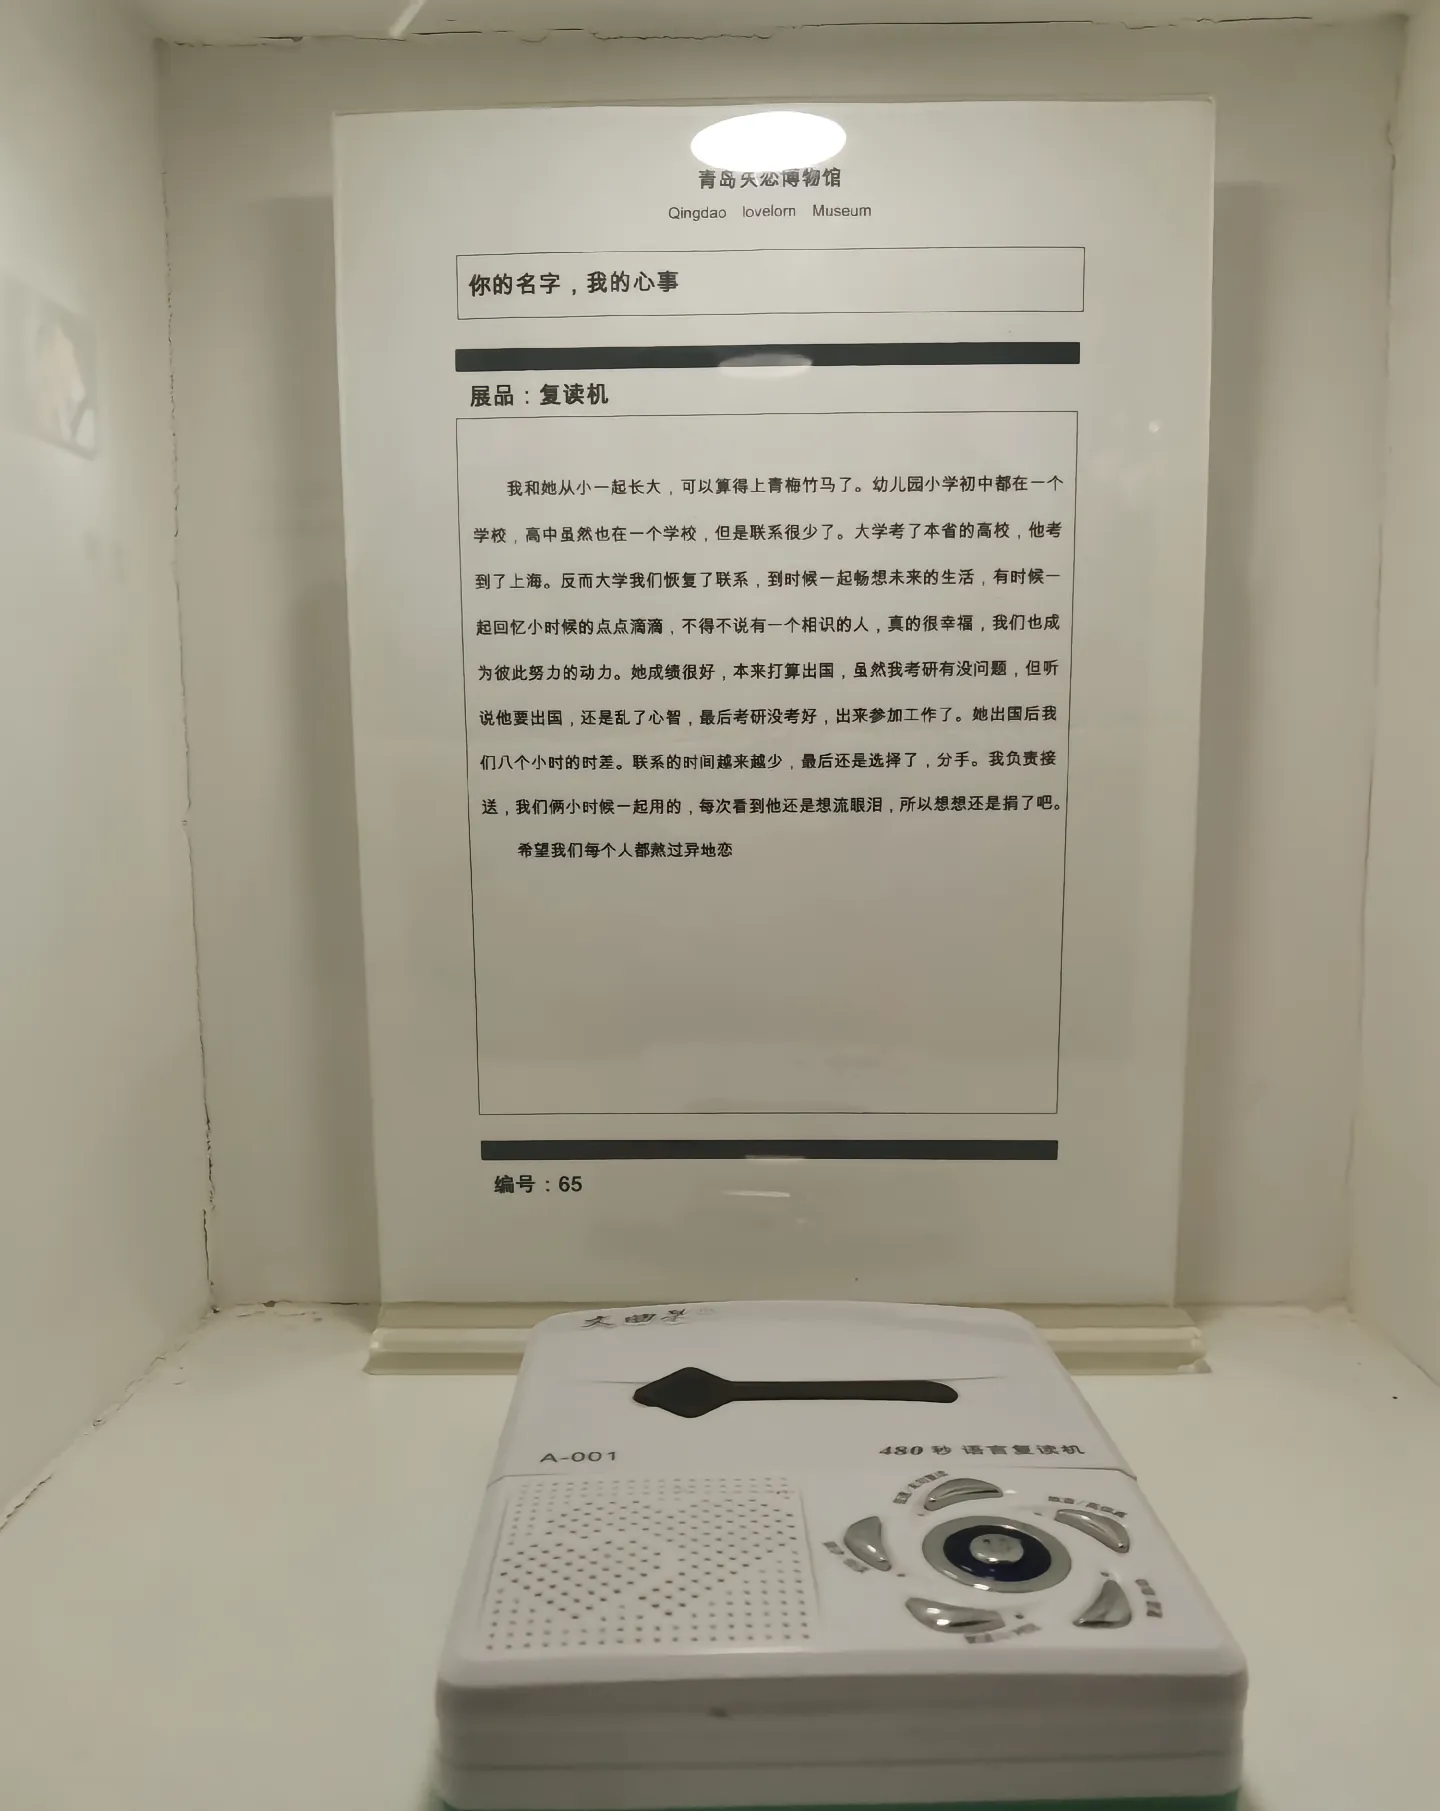 青岛失恋博物馆
Qingdao lovelorn Museum
你的名字，我的心事
展品：复读机
我和她从小一起长大，可以算得上青梅竹马了。幼儿园小学初中都在一个
学校，高中虽然也在一个学校，但是联系很少了。大学考了本省的高校，他考
到了上海。反而大学我们恢复了联系，到时候一起畅想未来的生活，有时候一
起回忆小时候的点点滴滴，不得不说有一个相识的人，真的很幸福，我们也成
为彼此努力的动力。她成绩很好，本来打算出国，虽然我考研有没问题，但听
说他要出国，还是乱了心智，最后考研没考好，出来参加工作了。她出国后我
们八个小时的时差。联系的时间越来越少，最后还是选择了，分手。我负责接
送，我们俩小时候一起用的，每次看到他还是想流眼泪，所以想想还是捐了吧。
希望我们每个人都熬过异地恋
编号：65
文曲星
A-001
480 秒 语言复读机